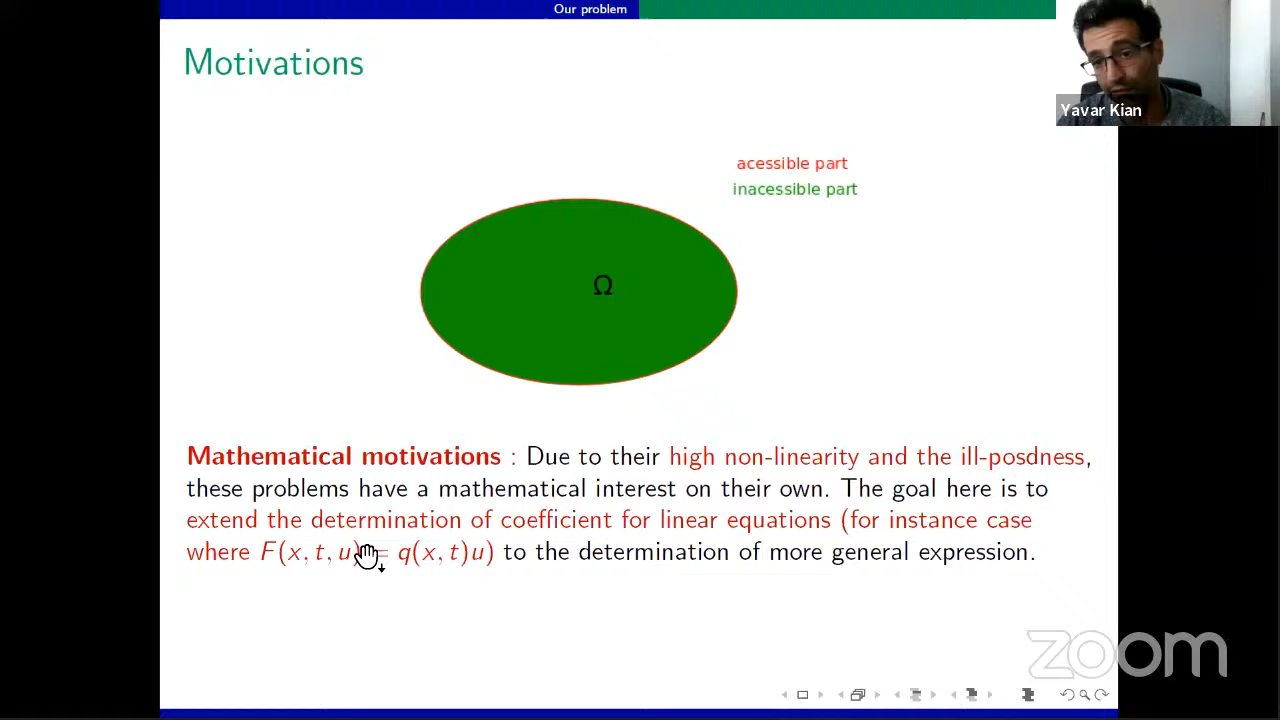 Our problem
Motivations
Yavar Kian
acessible part
inacessible part
Ω
Mathematical motivations : Due to their high non-linearity and the ill-posdness,
these problems have a mathematical interest on their own. The goal here is to
extend the determination of coefficient for linear equations (for instance case
where F(x, t, u) = q(x, t)u) to the determination of more general expression.
zoom